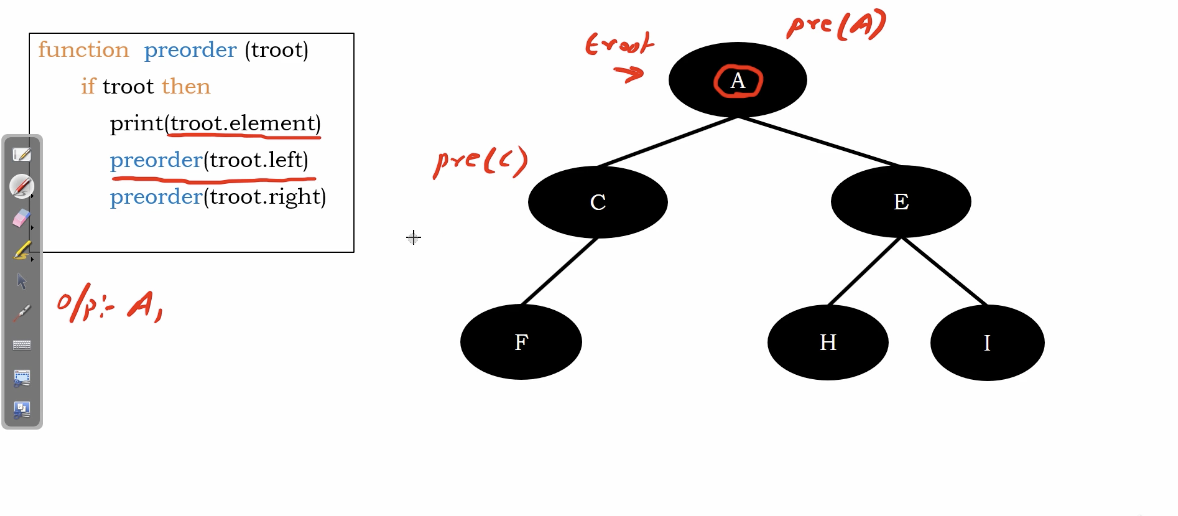 function preorder (troot)
if troot then
print(troot.element)
preorder(troot.left)
preorder(troot.right)
O/p:- A,
troot
pre(A)
A
pre(C)
C
E
F
H
I